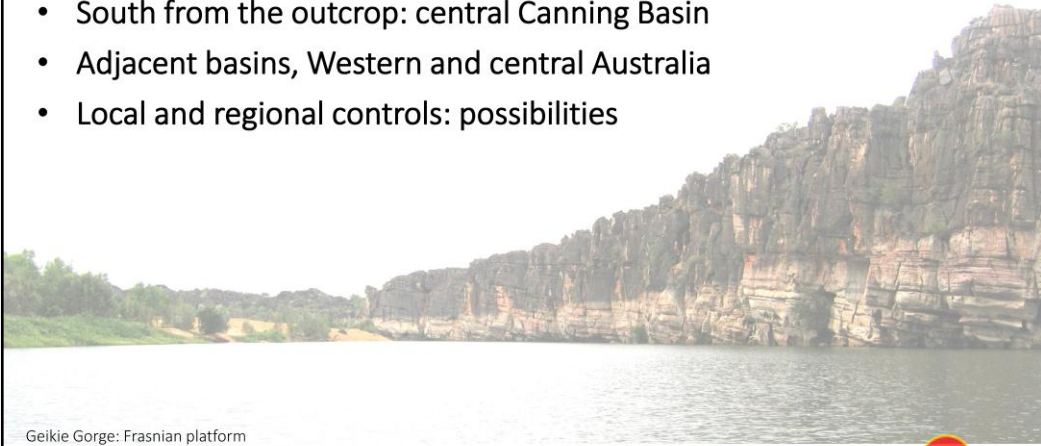 • South from the outcrop: central Canning Basin
• Adjacent basins, Western and central Australia
• Local and regional controls: possibilities
Geikie Gorge: Frasnian platform